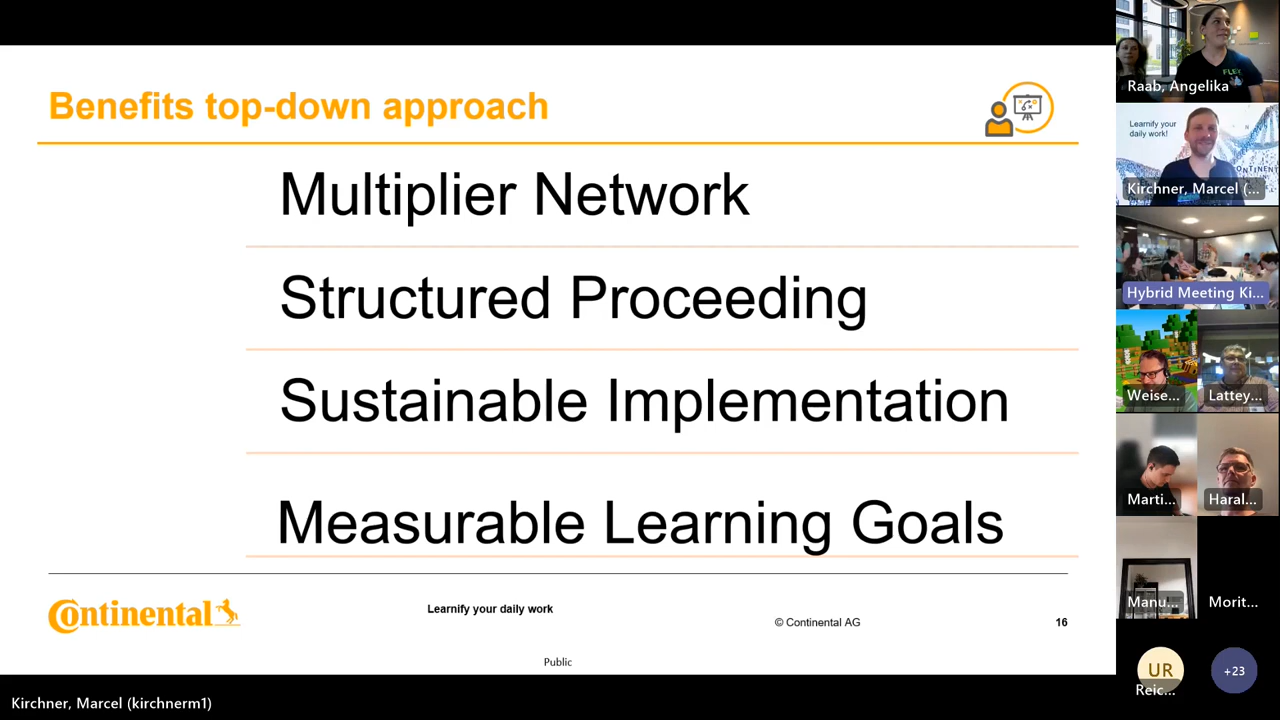 Benefits top-down approach
Multiplier Network
Structured Proceeding
Sustainable Implementation
Measurable Learning Goals
Continental
Learnify your daily work
© Continental AG
16
Public
Kirchner, Marcel (kirchnerm1)
FLEX
Raab, Angelika
Learnify your
daily work!
Kirchner, Marcel (...
Hybrid Meeting Ki...
Weise...
Lattey...
Marti...
Haral...
Manu...
Morit...
UR
Reic...
+23